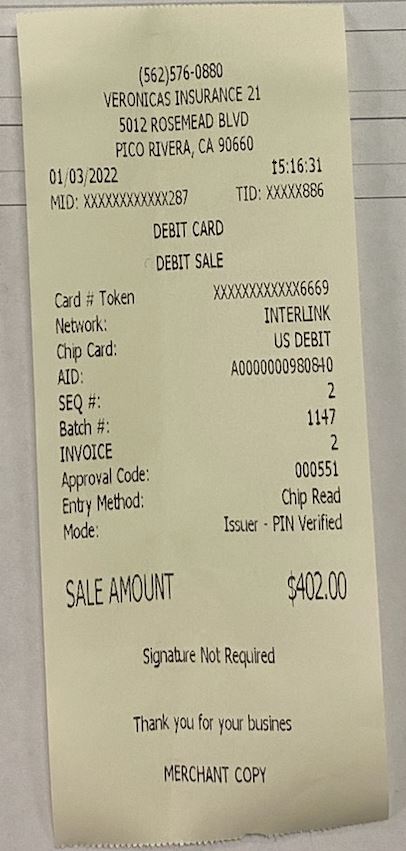 (562)576-0880
VERONICAS INSURANCE 21
5012 ROSEMEAD BLVD
PICO RIVERA, CA 90660
01/03/2022 15:16:31
MID: XXXXXXXXXXXX287 TID: XXXXX886
DEBIT CARD
DEBIT SALE
Card # Token XXXXXXXXXXXX6669
Network: INTERLINK
Chip Card: US DEBIT
AID: A0000000980840
SEQ #: 2
Batch #: 1147
INVOICE 2
Approval Code: 000551
Entry Method: Chip Read
Mode: Issuer - PIN Verified
SALE AMOUNT $402.00
Signature Not Required
Thank you for your busines
MERCHANT COPY